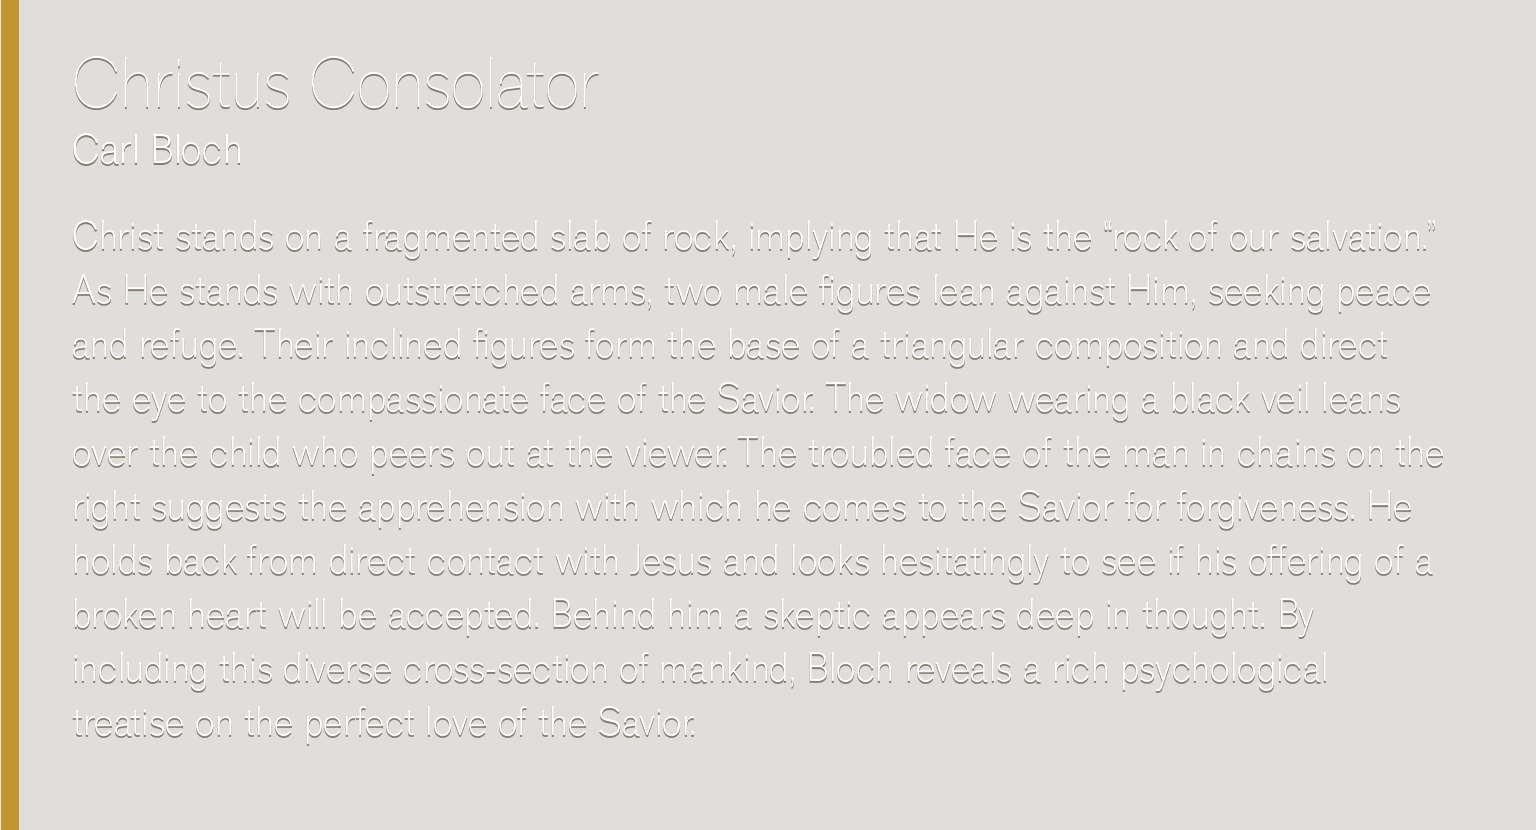 Christus Consolator
Carl Bloch
Christ stands on a fragmented slab of rock, implying that He is the “rock of our salvation.”
As He stands with outstretched arms, two male figures lean against Him, seeking peace
and refuge. Their inclined figures form the base of a triangular composition and direct
the eye to the compassionate face of the Savior. The widow wearing a black veil leans
over the child who peers out at the viewer. The troubled face of the man in chains on the
right suggests the apprehension with which he comes to the Savior for forgiveness. He
holds back from direct contact with Jesus and looks hesitatingly to see if his offering of a
broken heart will be accepted. Behind him a skeptic appears deep in thought. By
including this diverse cross-section of mankind, Bloch reveals a rich psychological
treatise on the perfect love of the Savior.